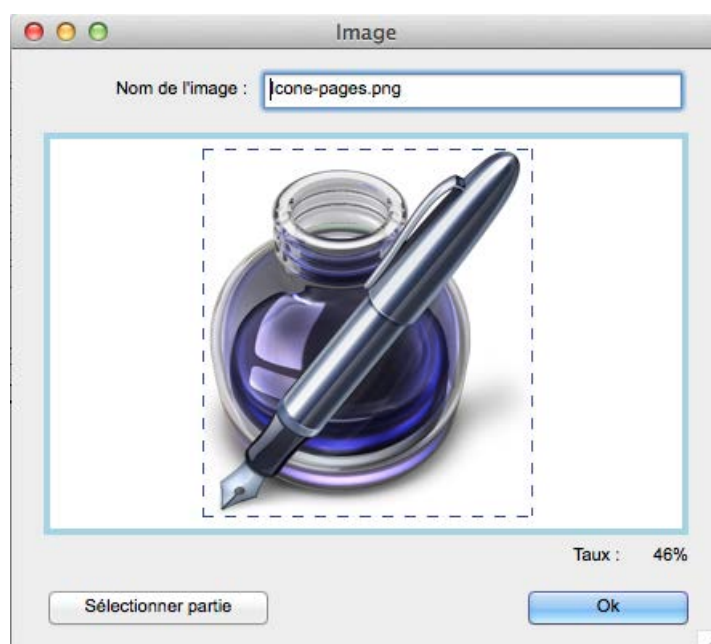 Image
Nom de l'image : icone-pages.png
Taux : 46%
Sélectionner partie
Ok